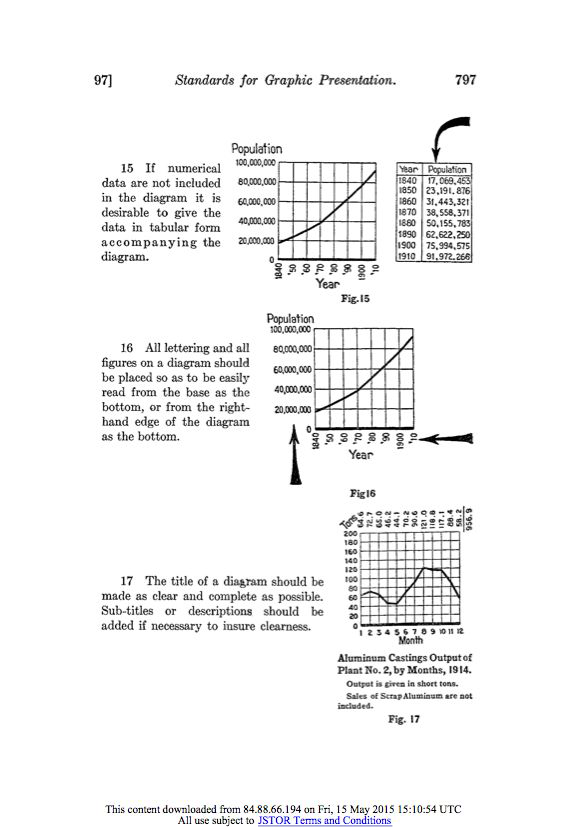 97]
Standards for Graphic Presentation.
797
15 If numerical
data are not included
in the diagram it is
desirable to give the
data in tabular form
accompanying the
diagram.
Population
100,000,000
80,000,000
60,000,000
40,000,000
20,000,000
0
1840 '50 '60 '70 '80 '90 1900 '10
Year
Year Population
1840 17,069,453
1850 23,191,876
1860 31,443,321
1870 38,558,371
1880 50,155,783
1890 62,622,250
1900 75,994,575
1910 91,972,266
Fig.15
16 All lettering and all
figures on a diagram should
be placed so as to be easily
read from the base as the
bottom, or from the right-
hand edge of the diagram
as the bottom.
Population
100,000,000
80,000,000
60,000,000
40,000,000
20,000,000
0
1840 '50 '60 '70 '80 '90 1900 '10
Year
Fig16
17 The title of a diagram should be
made as clear and complete as possible.
Sub-titles or descriptions should be
added if necessary to insure clearness.
Tons 64.6 72.7 65.0 46.2 44.1 70.2 90.6 121.0 118.8 117.1 88.4 58.2 956.9
200
180
160
140
120
100
80
60
40
20
0
1 2 3 4 5 6 7 8 9 10 11 12
Month
Aluminum Castings Output of
Plant No. 2, by Months, 1914.
Output is given in short tons.
Sales of Scrap Aluminum are not
included.
Fig. 17
This content downloaded from 84.88.66.194 on Fri, 15 May 2015 15:10:54 UTC
All use subject to JSTOR Terms and Conditions